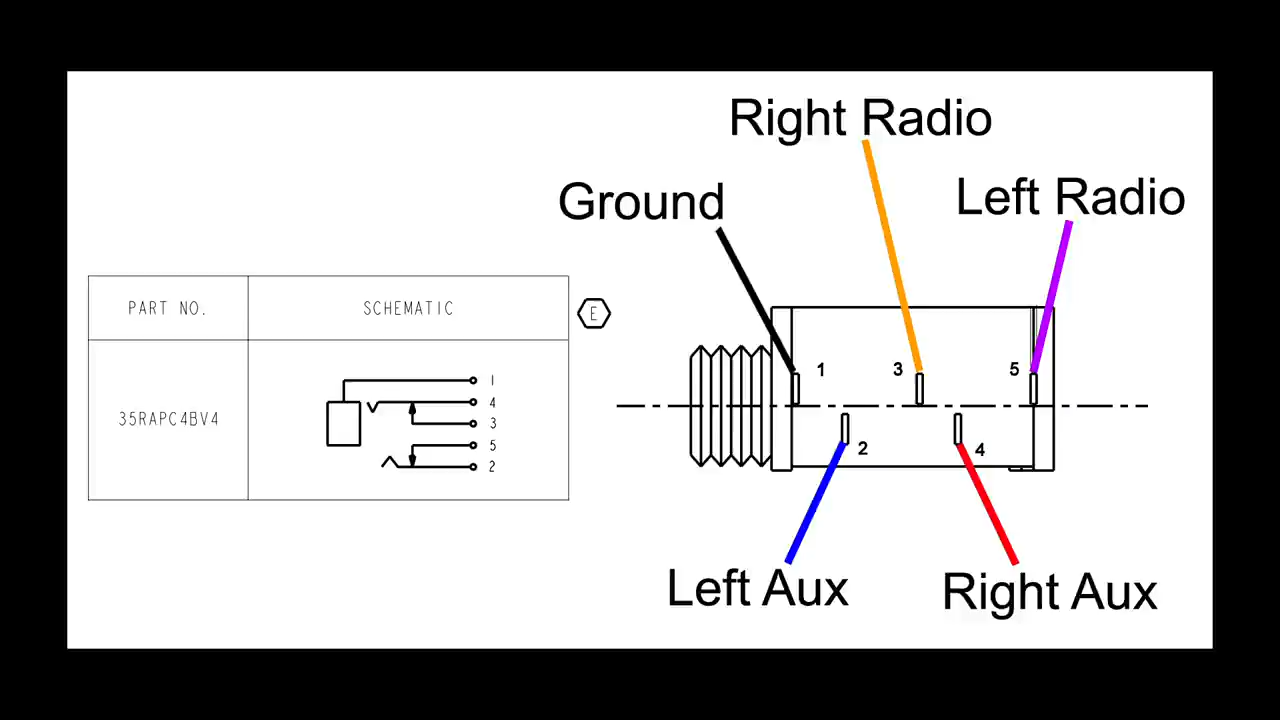 Right Radio
Left Radio
Ground
PART NO.
SCHEMATIC
E
35RAPC4BV4
1
4
3
5
2
1
3
5
2
4
Left Aux
Right Aux